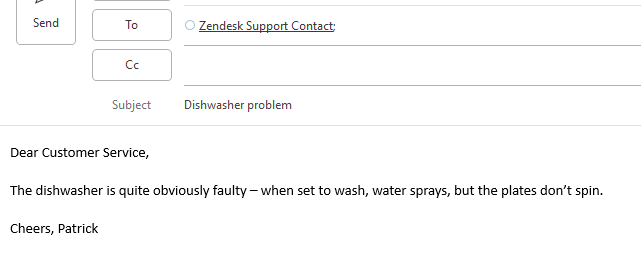 Send
To
Zendesk Support Contact;
Cc
Subject
Dishwasher problem
Dear Customer Service,
The dishwasher is quite obviously faulty – when set to wash, water sprays, but the plates don’t spin.
Cheers, Patrick